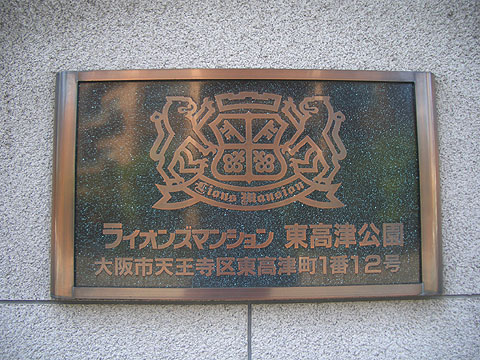 Lions Mansion
ライオンズマンション 東高津公園
大阪市天王寺区東高津町1番12号